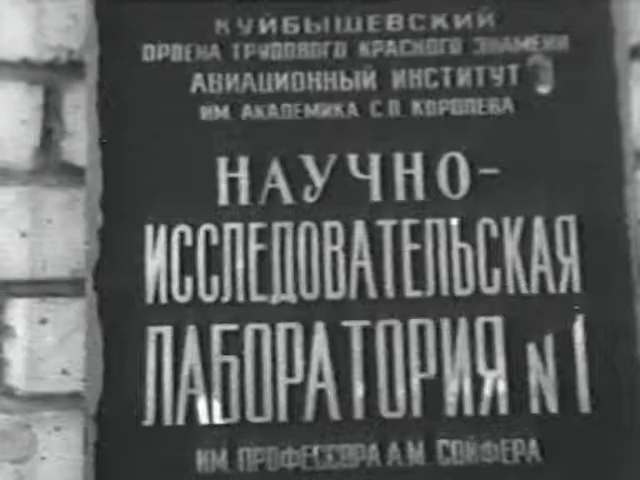 КУЙБЫШЕВСКИЙ
ОРДЕНА ТРУДОВОГО КРАСНОГО ЗНАМЕНИ
АВИАЦИОННЫЙ ИНСТИТУТ
ИМ. АКАДЕМИКА С.П. КОРОЛЕВА
НАУЧНО-
ИССЛЕДОВАТЕЛЬСКАЯ
ЛАБОРАТОРИЯ N 1
ИМ. ПРОФЕССОРА А.М. СОЙФЕРА